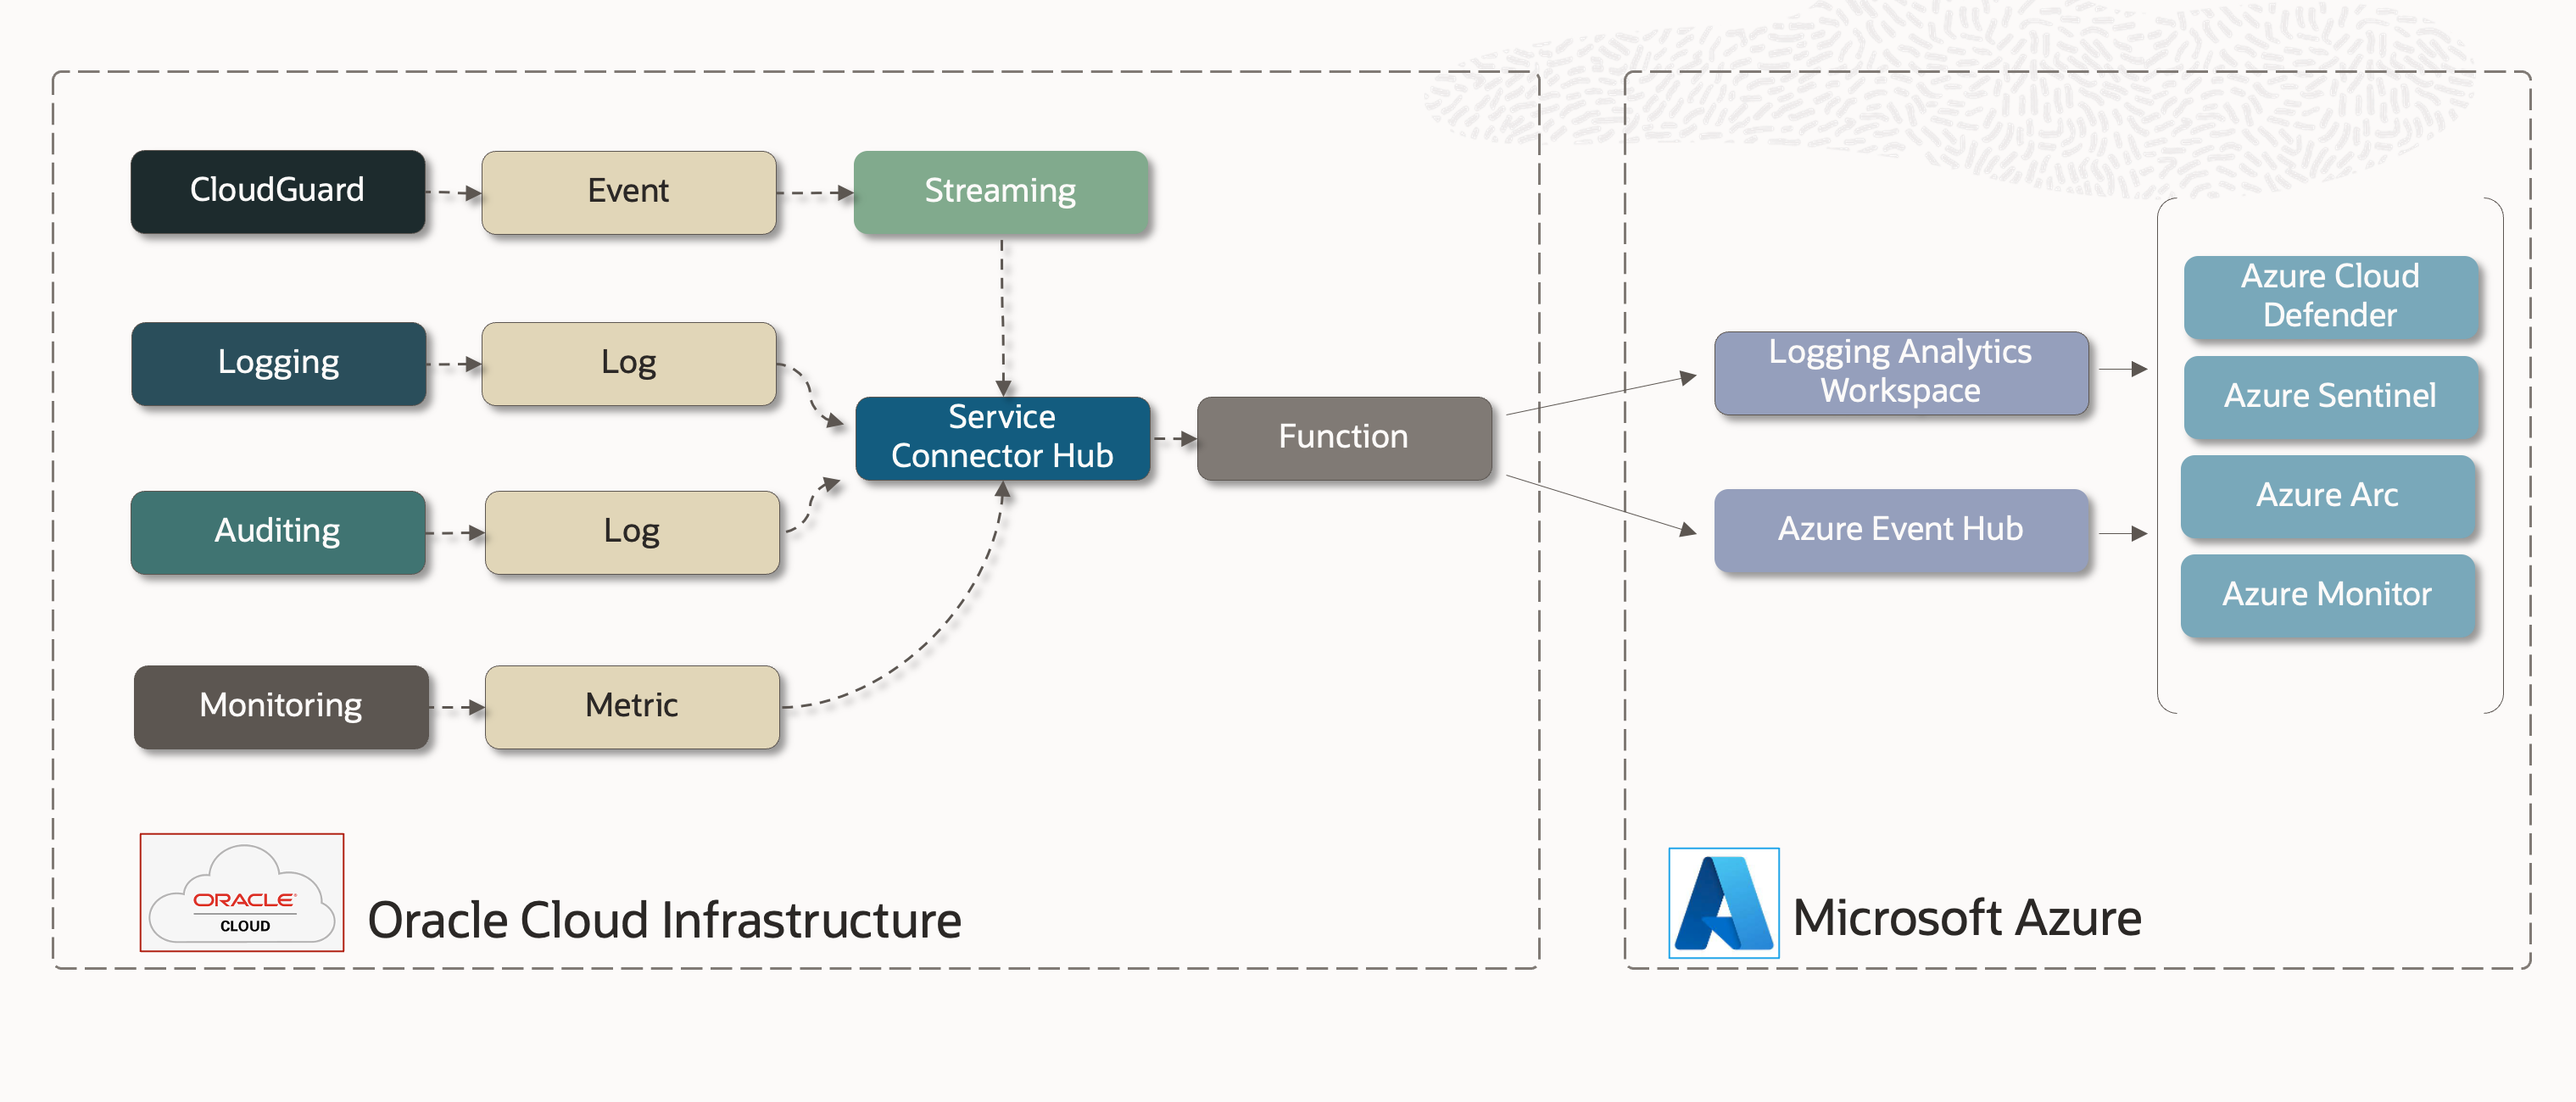 CloudGuard
Event
Streaming
Logging
Log
Service
Connector Hub
Function
Auditing
Log
Monitoring
Metric
ORACLE
CLOUD
Oracle Cloud Infrastructure
Logging Analytics
Workspace
Azure Event Hub
Azure Cloud
Defender
Azure Sentinel
Azure Arc
Azure Monitor
Microsoft Azure